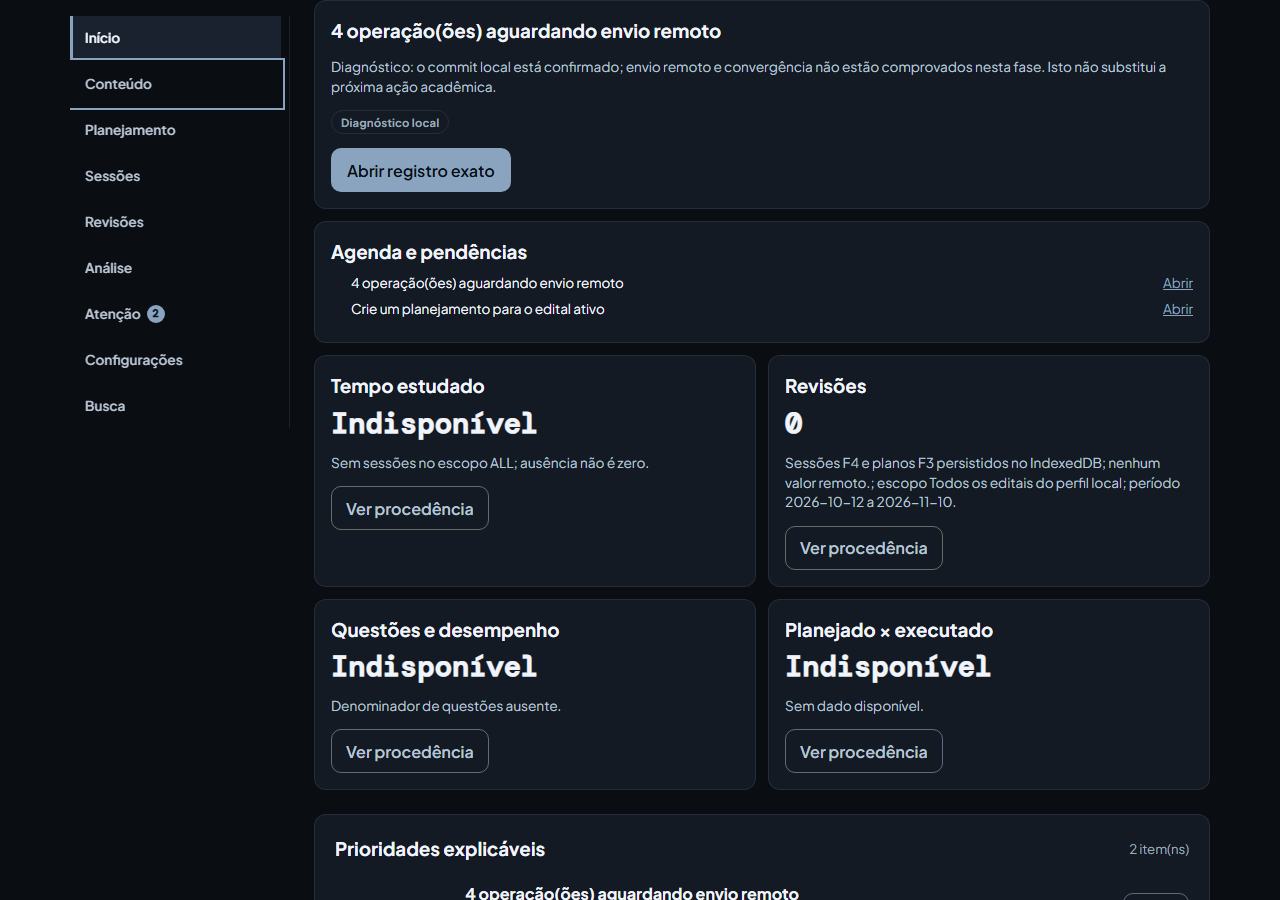 Início
Conteúdo
Planejamento
Sessões
Revisões
Análise
Atenção 2
Configurações
Busca
4 operação(ões) aguardando envio remoto
Diagnóstico: o commit local está confirmado; envio remoto e convergência não estão comprovados nesta fase. Isto não substitui a
próxima ação acadêmica.
Diagnóstico local
Abrir registro exato
Agenda e pendências
4 operação(ões) aguardando envio remoto Abrir
Crie um planejamento para o edital ativo Abrir
Tempo estudado
Indisponível
Sem sessões no escopo ALL; ausência não é zero.
Ver procedência
Revisões
0
Sessões F4 e planos F3 persistidos no IndexedDB; nenhum
valor remoto.; escopo Todos os editais do perfil local; período
2026-10-12 a 2026-11-10.
Ver procedência
Questões e desempenho
Indisponível
Denominador de questões ausente.
Ver procedência
Planejado × executado
Indisponível
Sem dado disponível.
Ver procedência
Prioridades explicáveis 2 item(ns)
4 operação(ões) aguardando envio remoto